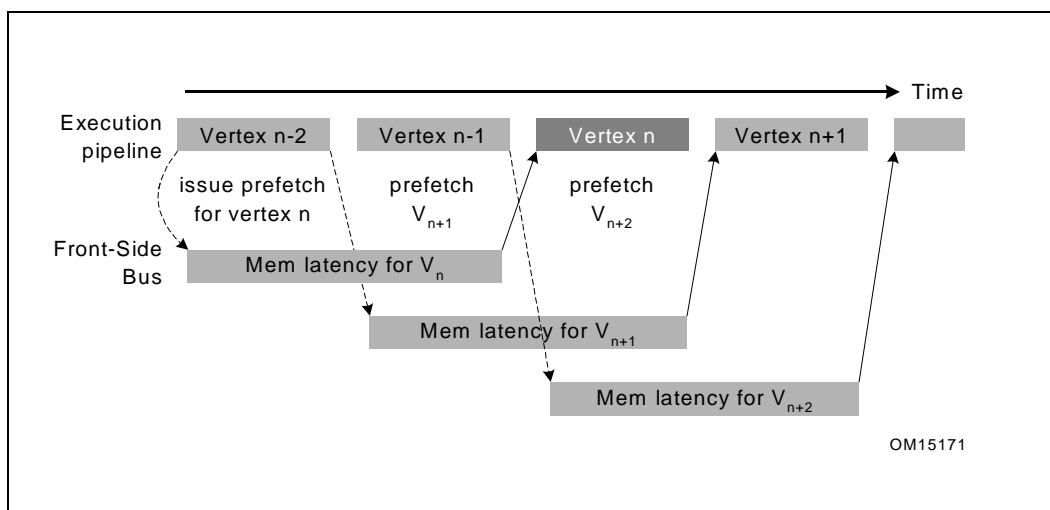 Time
Execution
pipeline
Vertex n-2
Vertex n-1
Vertex n
Vertex n+1
issue prefetch
for vertex n
prefetch
Vn+1
prefetch
Vn+2
Front-Side
Bus
Mem latency for Vn
Mem latency for Vn+1
Mem latency for Vn+2
OM15171